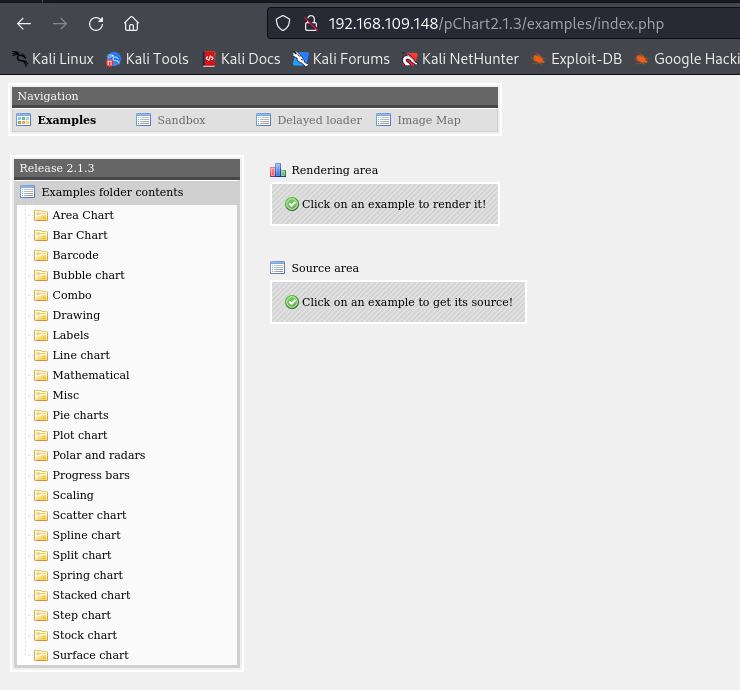 192.168.109.148/pChart2.1.3/examples/index.php
Kali Linux Kali Tools Kali Docs Kali Forums Kali NetHunter Exploit-DB Google Hacki
Navigation
Examples Sandbox Delayed loader Image Map
Release 2.1.3
Examples folder contents
Area Chart
Bar Chart
Barcode
Bubble chart
Combo
Drawing
Labels
Line chart
Mathematical
Misc
Pie charts
Plot chart
Polar and radars
Progress bars
Scaling
Scatter chart
Spline chart
Split chart
Spring chart
Stacked chart
Step chart
Stock chart
Surface chart
Rendering area
Click on an example to render it!
Source area
Click on an example to get its source!